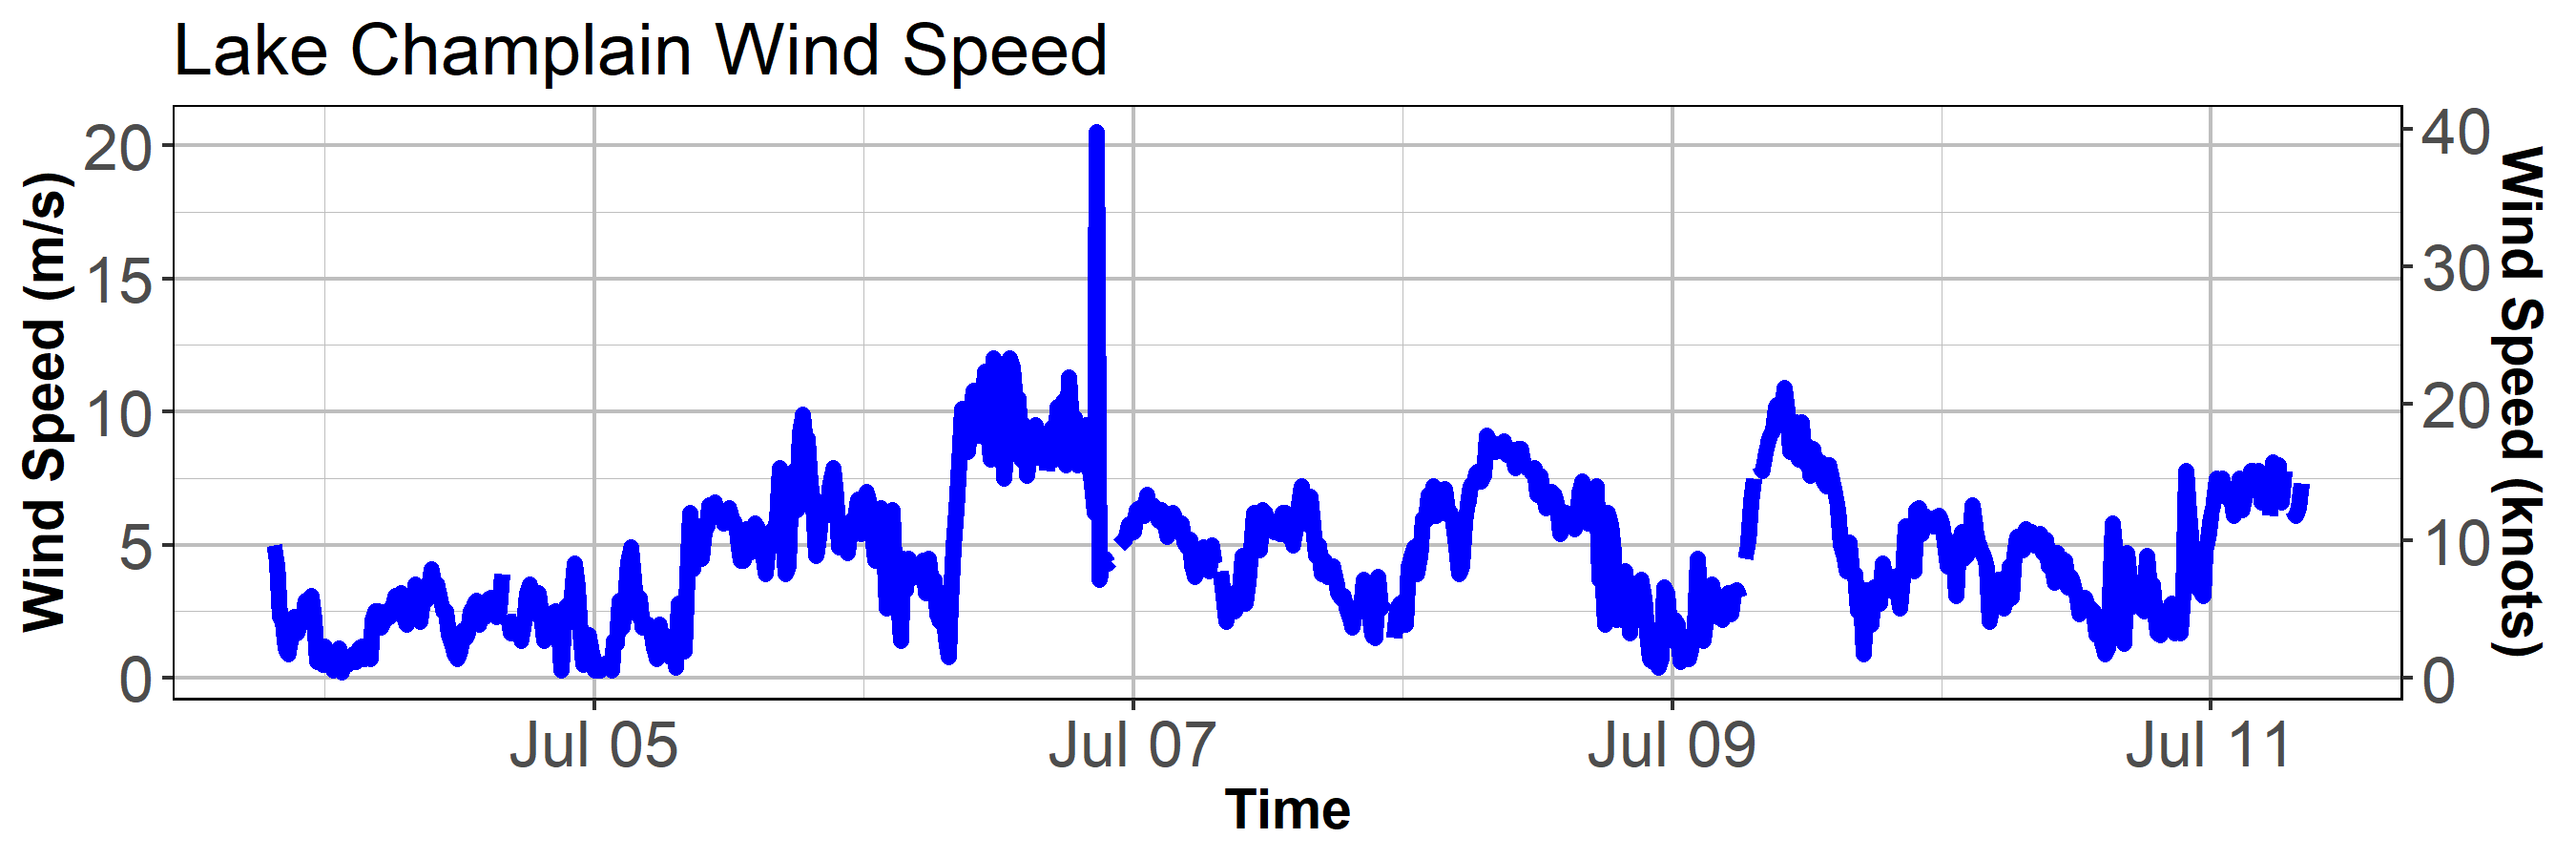 Lake Champlain Wind Speed
Wind Speed (m/s)
20
15
10
5
0
40
30
20
10
0
Wind Speed (knots)
Jul 05
Jul 07
Jul 09
Jul 11
Time